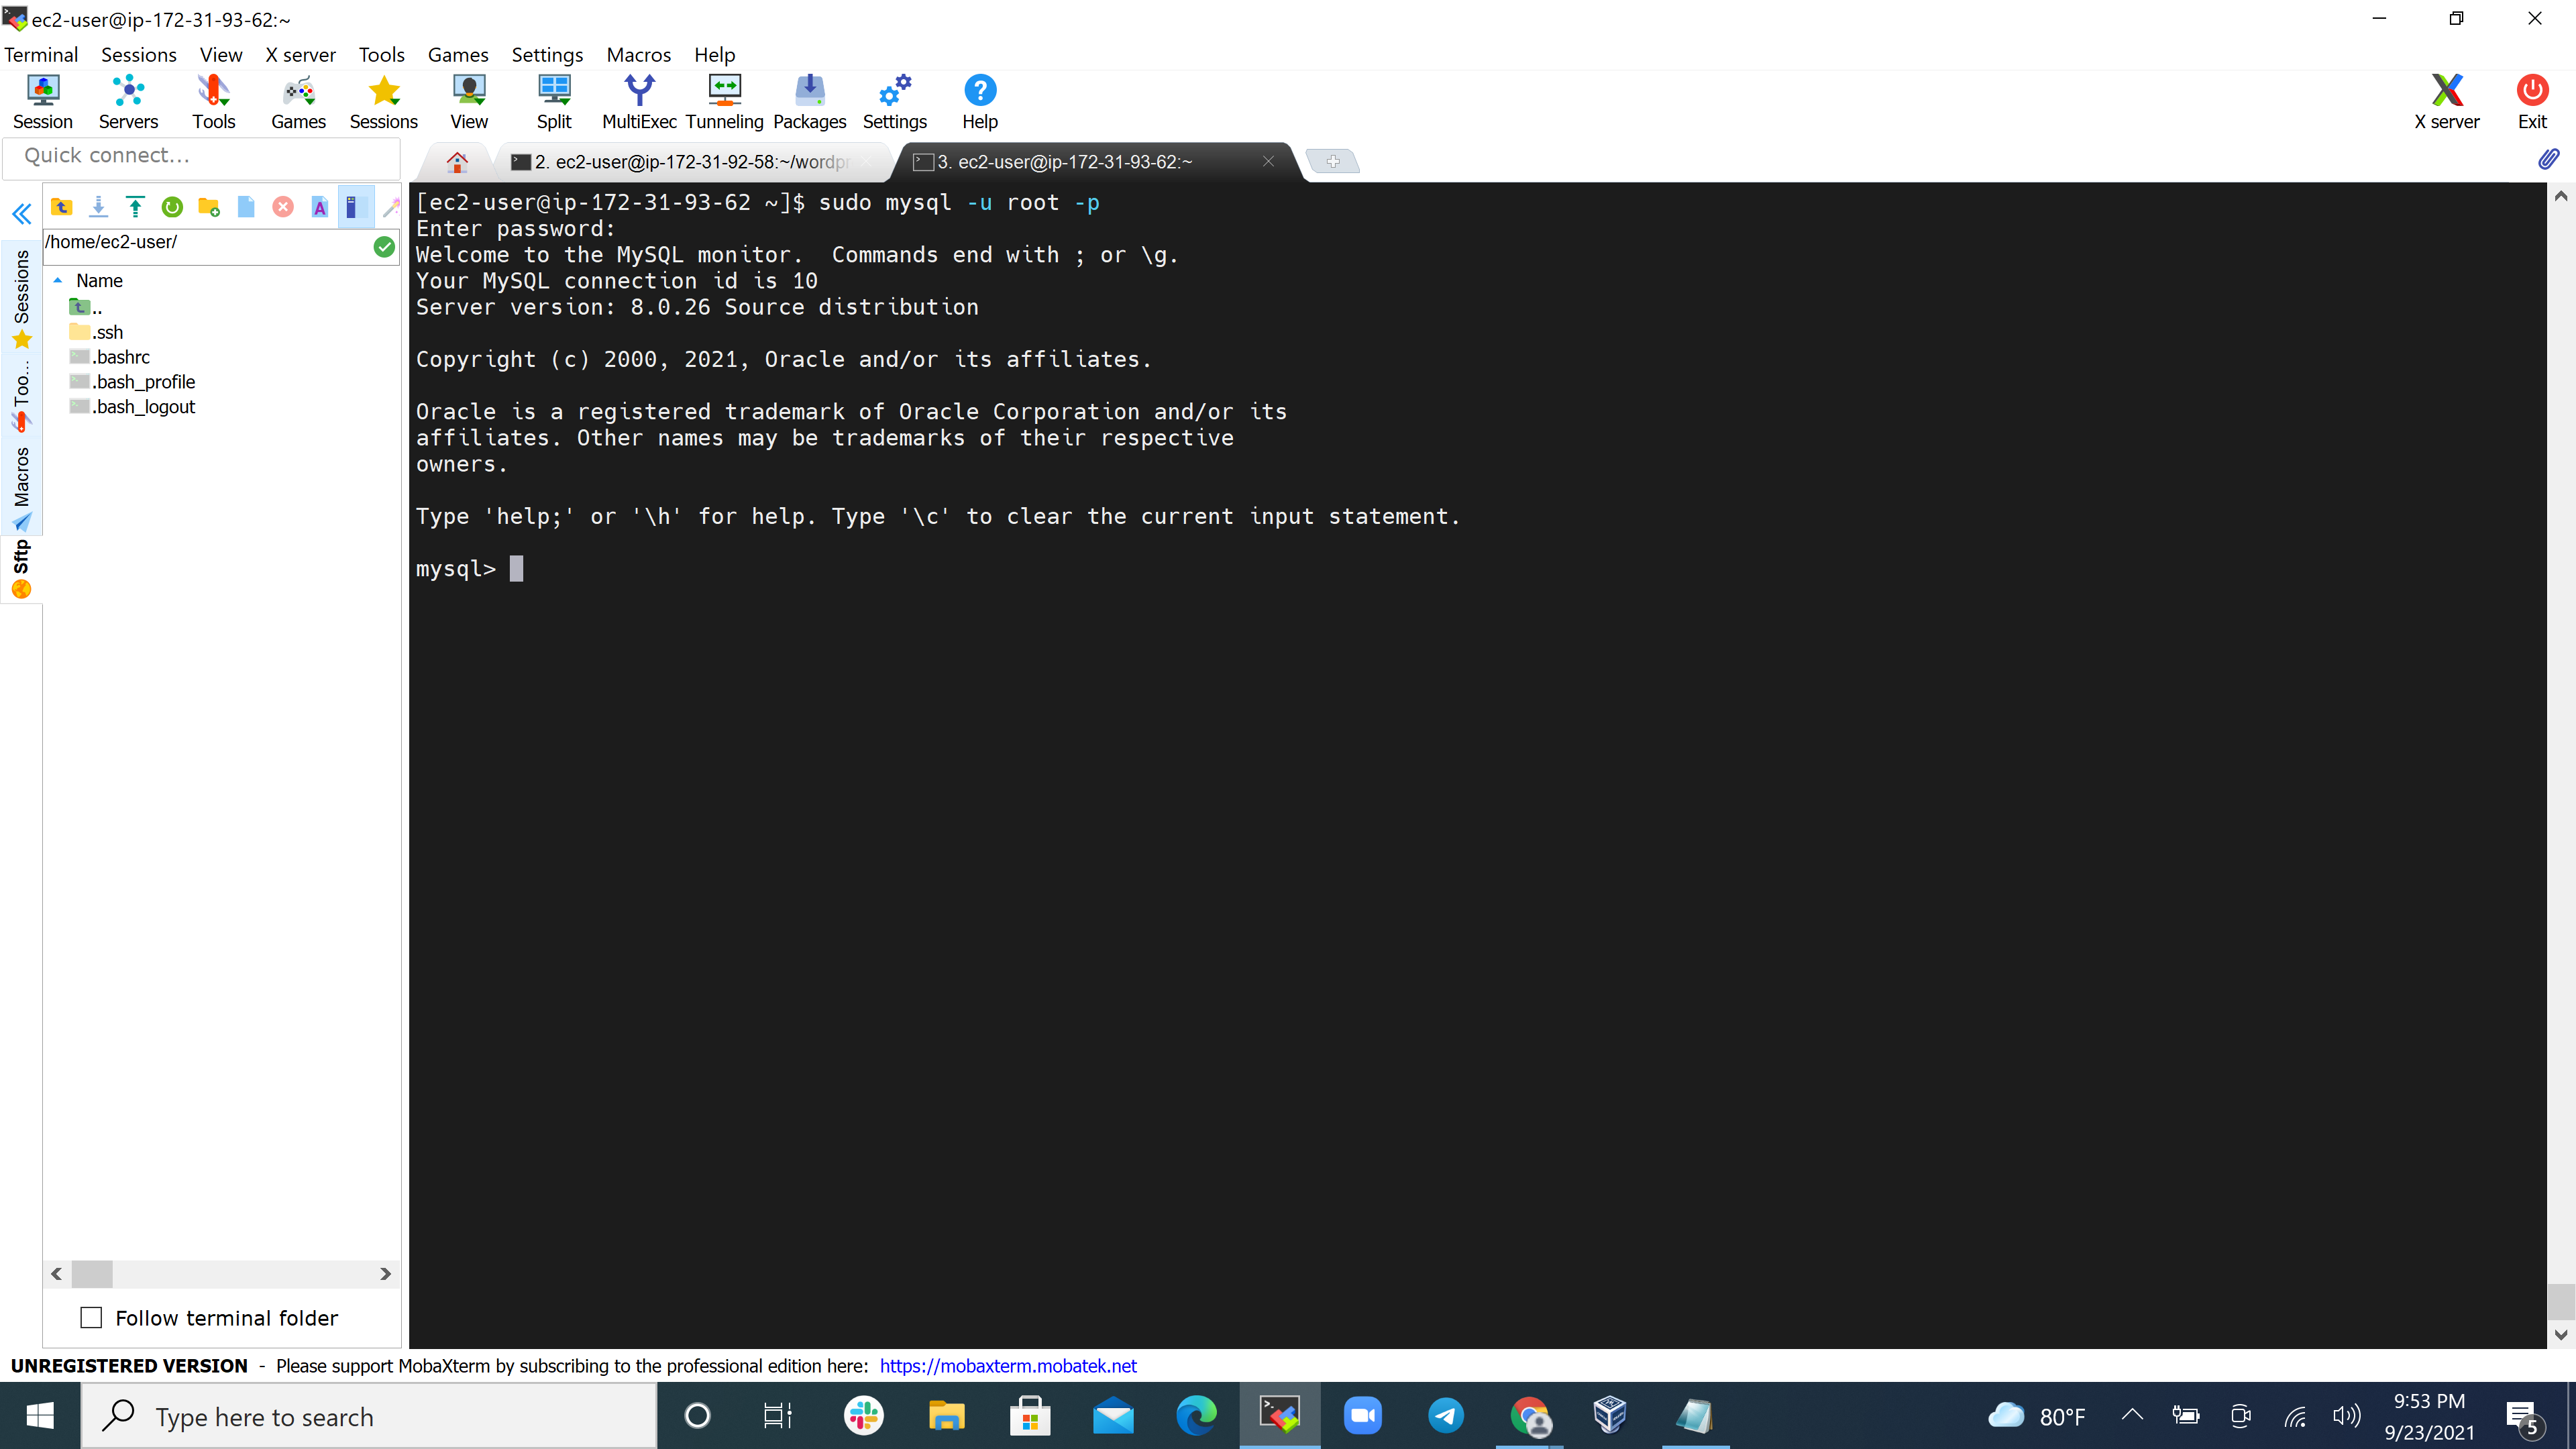 ec2-user@ip-172-31-93-62:~
Terminal Sessions View X server Tools Games Settings Macros Help
Session Servers Tools Games Sessions View Split MultiExec Tunneling Packages Settings Help X server Exit
Quick connect...
2. ec2-user@ip-172-31-92-58:~/wordpr
3. ec2-user@ip-172-31-93-62:~
/home/ec2-user/
Name
..
.ssh
.bashrc
.bash_profile
.bash_logout
Sessions
Too...
Macros
Sftp
[ec2-user@ip-172-31-93-62 ~]$ sudo mysql -u root -p
Enter password:
Welcome to the MySQL monitor.  Commands end with ; or \g.
Your MySQL connection id is 10
Server version: 8.0.26 Source distribution
Copyright (c) 2000, 2021, Oracle and/or its affiliates.
Oracle is a registered trademark of Oracle Corporation and/or its
affiliates. Other names may be trademarks of their respective
owners.
Type 'help;' or '\h' for help. Type '\c' to clear the current input statement.
mysql>
Follow terminal folder
UNREGISTERED VERSION - Please support MobaXterm by subscribing to the professional edition here: https://mobaxterm.mobatek.net
Type here to search
80°F
9:53 PM
9/23/2021
5